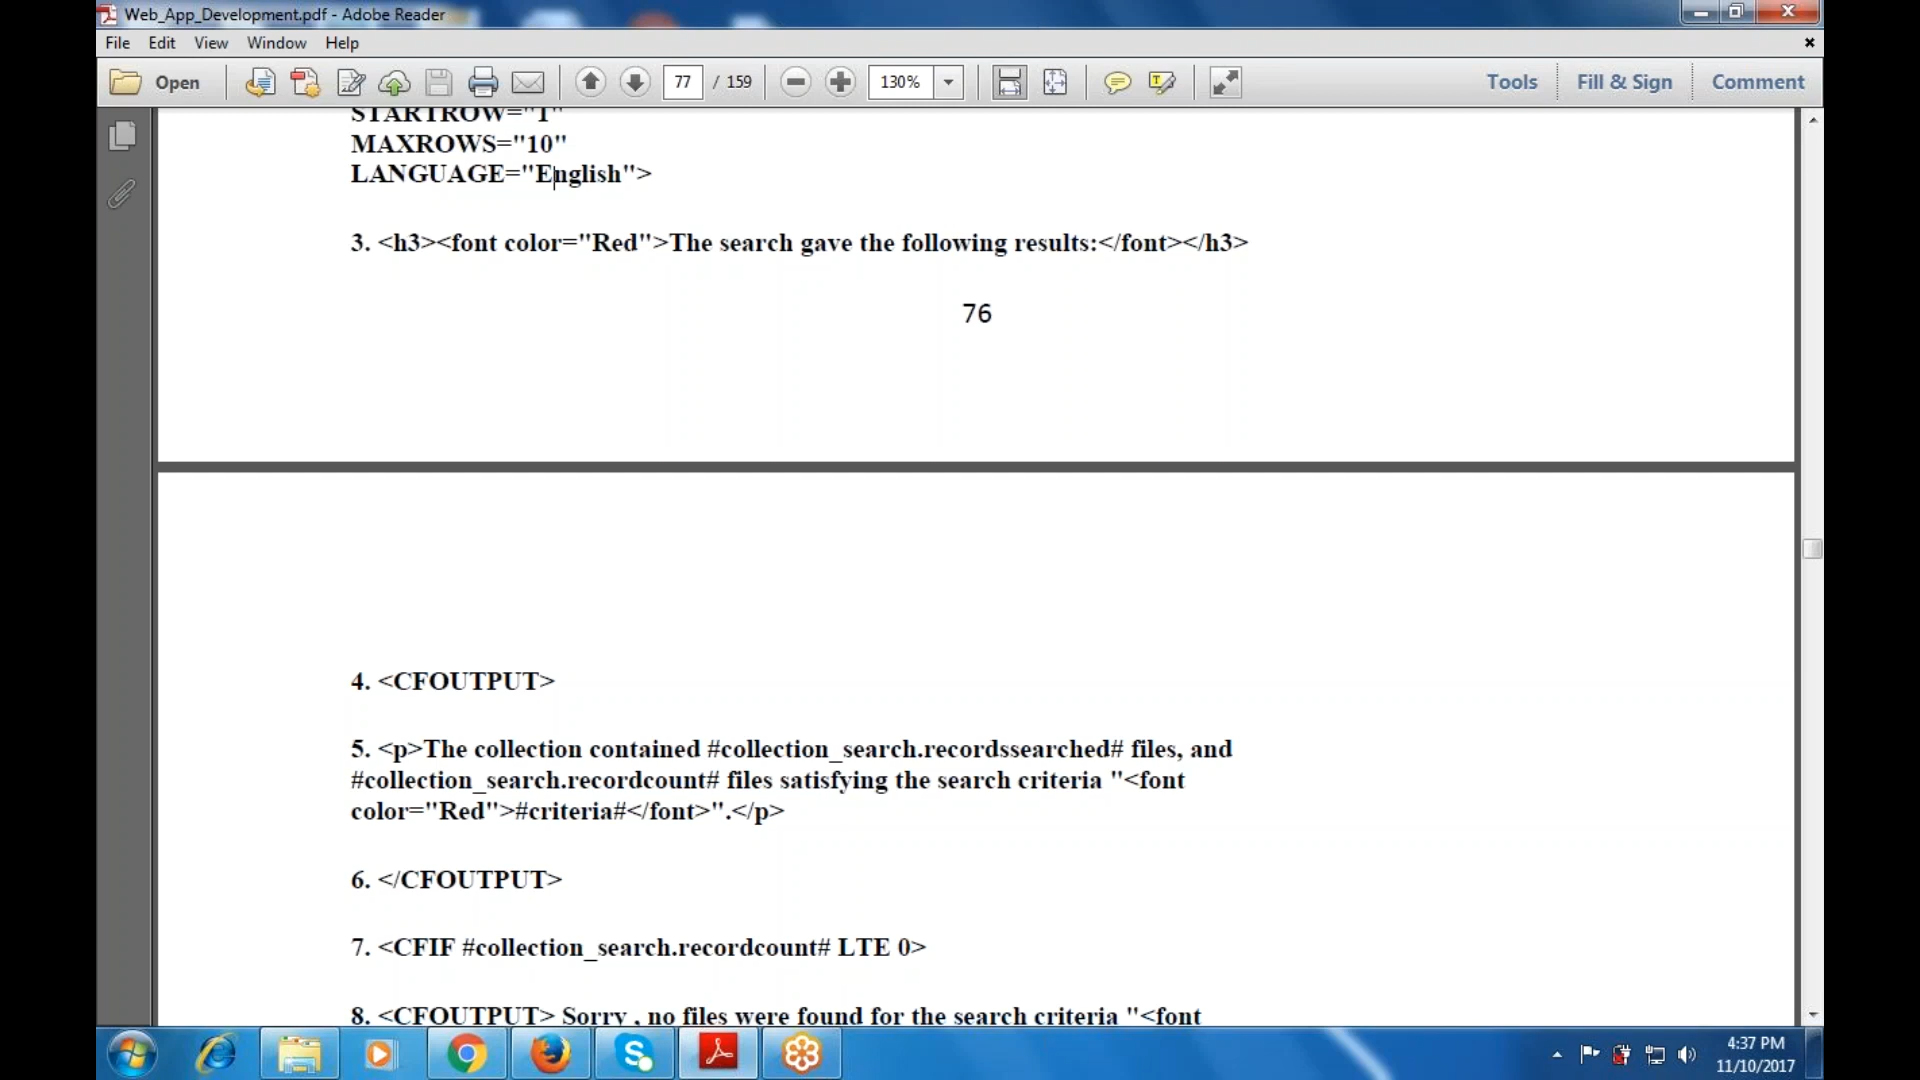 Web_App_Development.pdf - Adobe Reader
File Edit View Window Help
Open 77 / 159 130% Tools Fill & Sign Comment
STARTROW="1"
MAXROWS="10"
LANGUAGE="English">
3. <h3><font color="Red">The search gave the following results:</font></h3>
76
4. <CFOUTPUT>
5. <p>The collection contained #collection_search.recordssearched# files, and
#collection_search.recordcount# files satisfying the search criteria "<font
color="Red">#criteria#</font>".</p>
6. </CFOUTPUT>
7. <CFIF #collection_search.recordcount# LTE 0>
8. <CFOUTPUT> Sorry , no files were found for the search criteria "<font
4:37 PM
11/10/2017